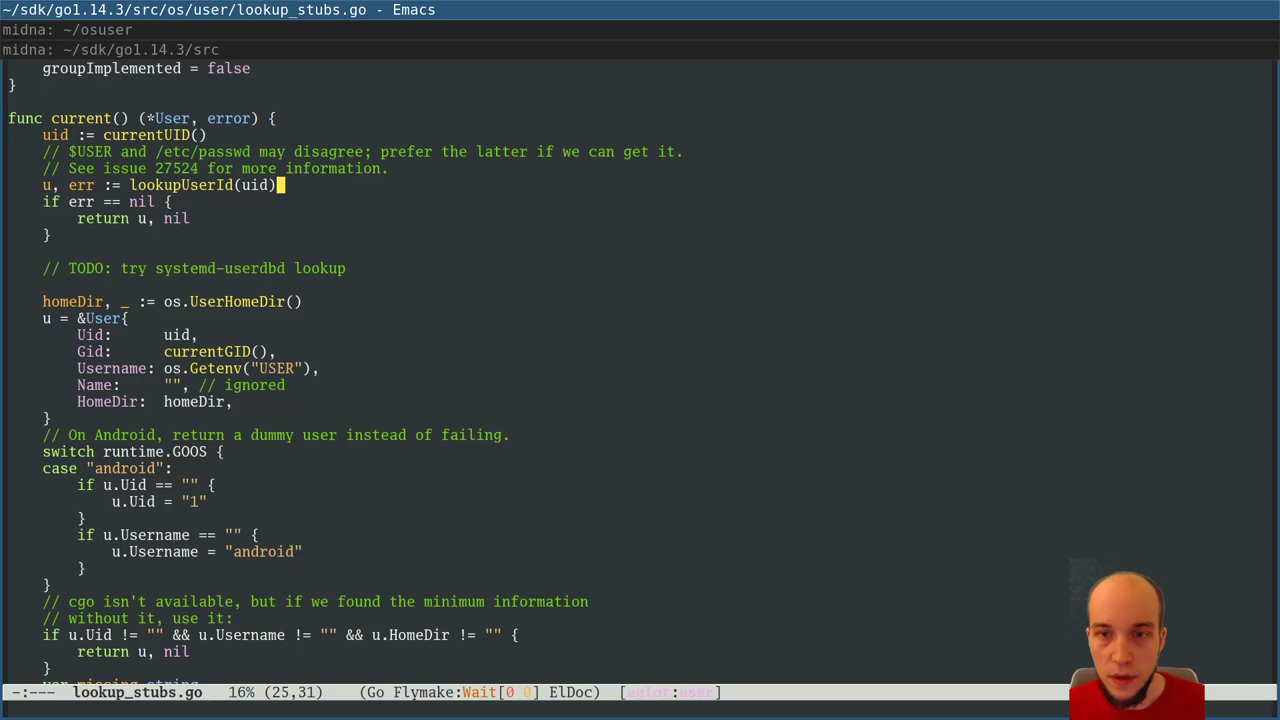 ~/sdk/go1.14.3/src/os/user/lookup_stubs.go - Emacs
midna: ~/osuser
midna: ~/sdk/go1.14.3/src
groupImplemented = false
}
func current() (*User, error) {
uid := currentUID()
// $USER and /etc/passwd may disagree; prefer the latter if we can get it.
// See issue 27524 for more information.
u, err := lookupUserId(uid)
if err == nil {
return u, nil
}
// TODO: try systemd-userdbd lookup
homeDir, _ := os.UserHomeDir()
u = &User{
Uid:      uid,
Gid:      currentGID(),
Username: os.Getenv("USER"),
Name:     "", // ignored
HomeDir:  homeDir,
}
// On Android, return a dummy user instead of failing.
switch runtime.GOOS {
case "android":
if u.Uid == "" {
u.Uid = "1"
}
if u.Username == "" {
u.Username = "android"
}
}
// cgo isn't available, but if we found the minimum information
// without it, use it:
if u.Uid != "" && u.Username != "" && u.HomeDir != "" {
return u, nil
}
var missing string
-:---  lookup_stubs.go   16% (25,31)    (Go Flymake:Wait[0 0] ElDoc)  [eglot:user]